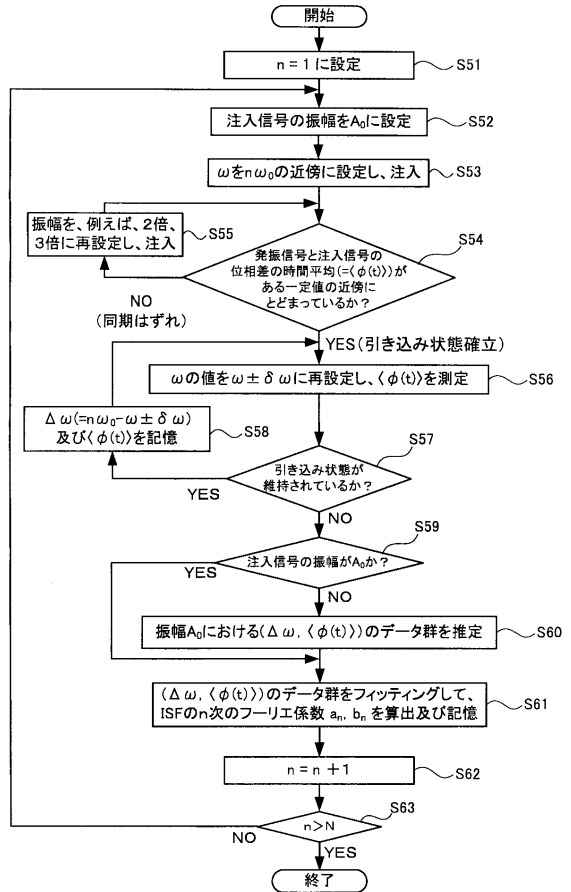 開始
n = 1 に設定
S51
注入信号の振幅をA₀に設定
S52
ωをnω₀の近傍に設定し、注入
S53
振幅を、例えば、2倍、
3倍に再設定し、注入
S55
発振信号と注入信号の
位相差の時間平均(=⟨φ(t)⟩)が
ある一定値の近傍に
とどまっているか?
S54
NO
(同期はずれ)
YES(引き込み状態確立)
ωの値をω±δωに再設定し、⟨φ(t)⟩を測定
S56
Δω(=nω₀-ω±δω)
及び⟨φ(t)⟩を記憶
S58
引き込み状態が
維持されているか?
S57
YES
NO
注入信号の振幅がA₀か?
S59
YES
NO
振幅A₀における(Δω, ⟨φ(t)⟩)のデータ群を推定
S60
(Δω, ⟨φ(t)⟩)のデータ群をフィッティングして、
ISFのn次のフーリエ係数 aₙ, bₙ を算出及び記憶
S61
n = n + 1
S62
n>N
S63
NO
YES
終了